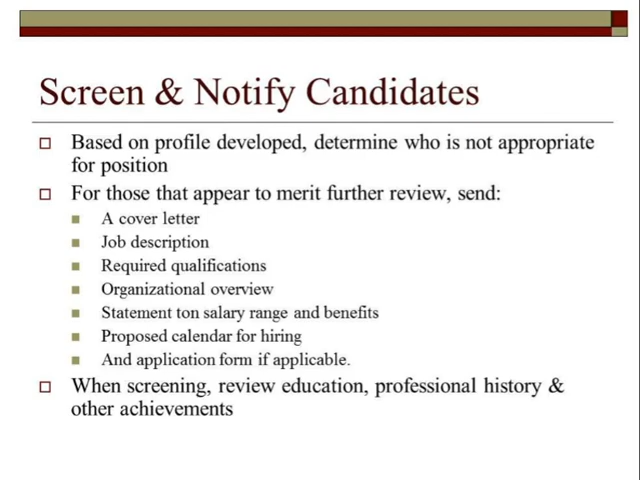 Screen & Notify Candidates
Based on profile developed, determine who is not appropriate
for position
For those that appear to merit further review, send:
A cover letter
Job description
Required qualifications
Organizational overview
Statement ton salary range and benefits
Proposed calendar for hiring
And application form if applicable.
When screening, review education, professional history &
other achievements